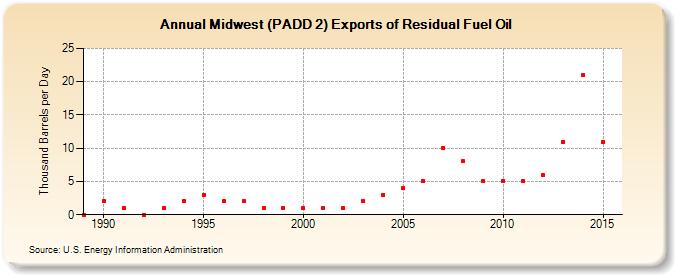 Annual Midwest (PADD 2) Exports of Residual Fuel Oil
Thousand Barrels per Day
25
20
15
10
5
0
1990 1995 2000 2005 2010 2015
Source: U.S. Energy Information Administration